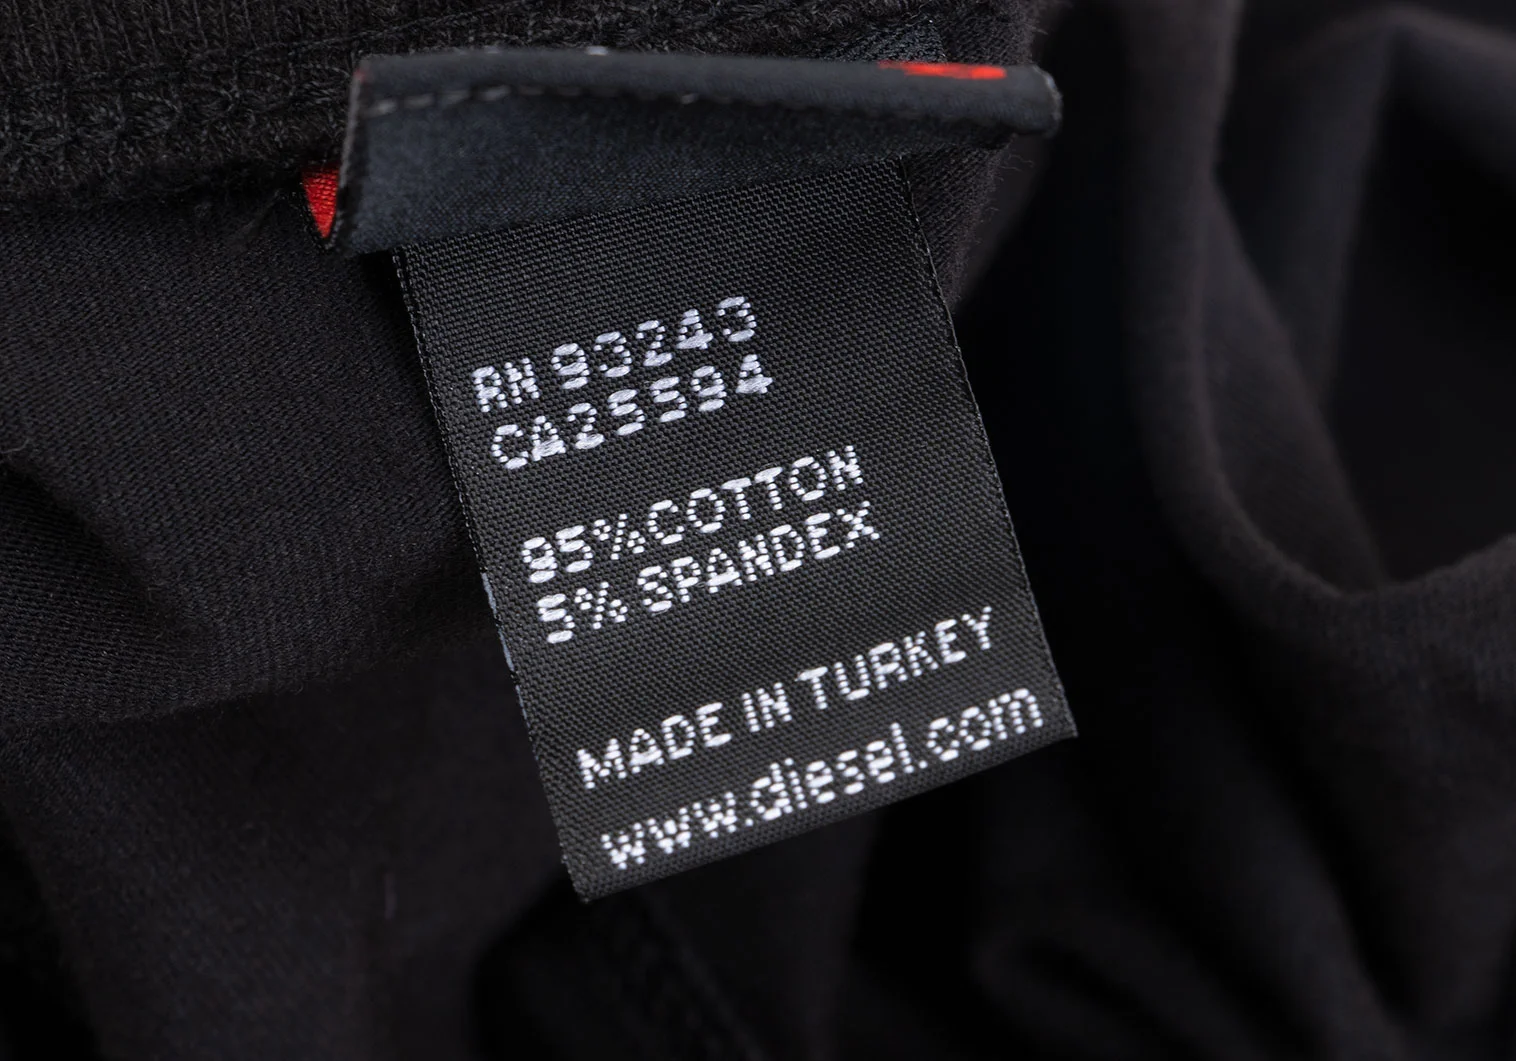 RN 93243
CA25594
95%COTTON
5% SPANDEX
MADE IN TURKEY
www.diesel.com